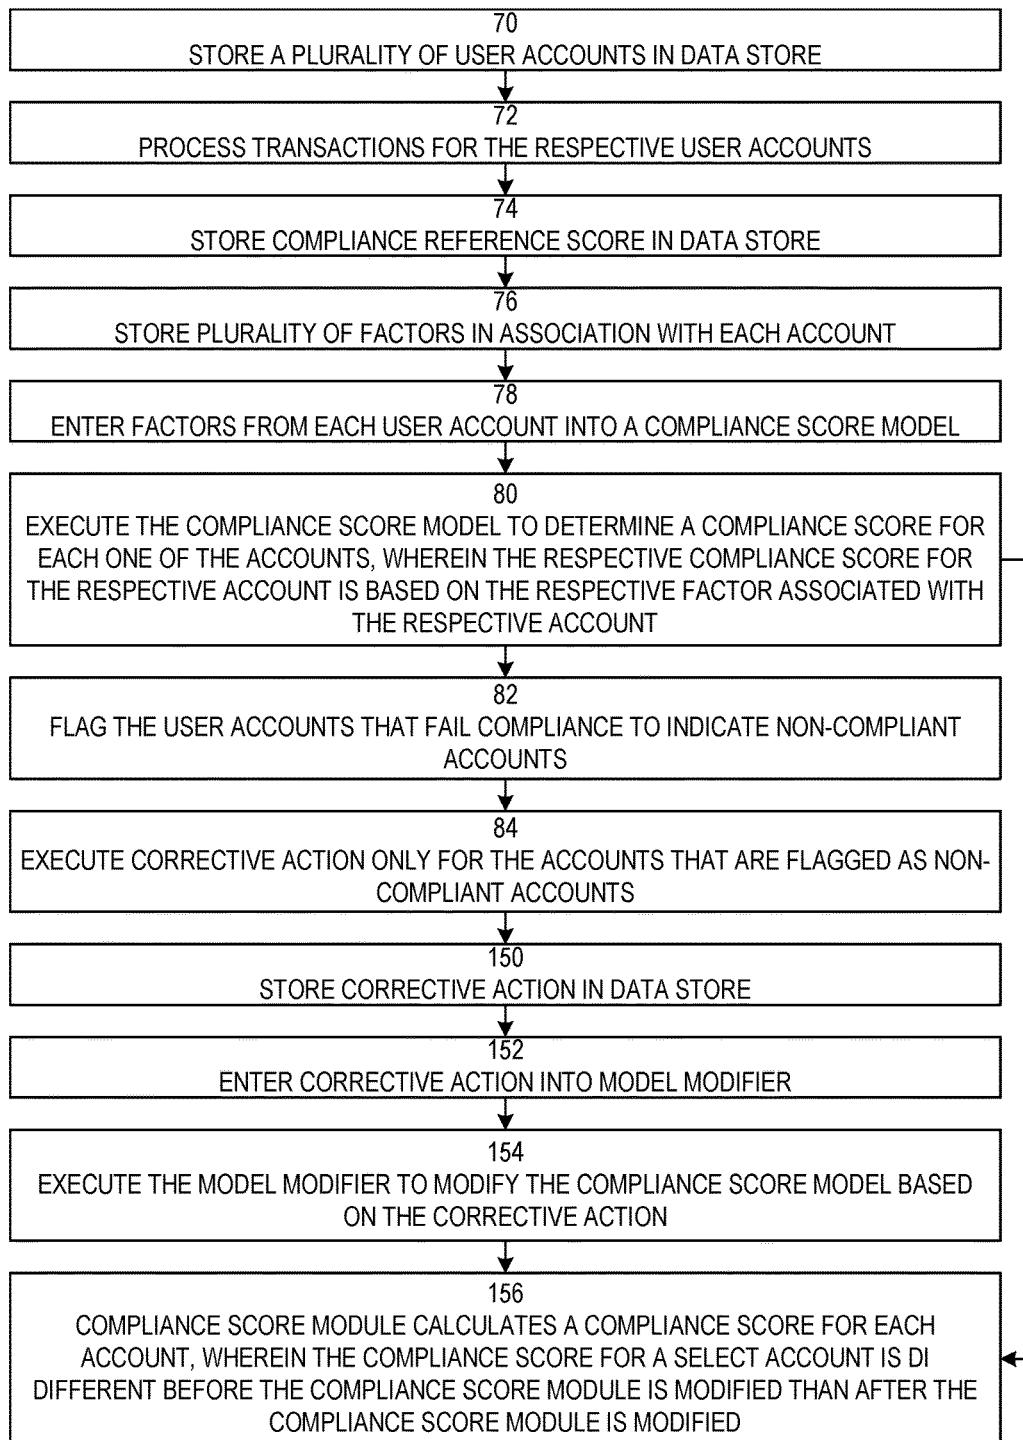 70
STORE A PLURALITY OF USER ACCOUNTS IN DATA STORE
72
PROCESS TRANSACTIONS FOR THE RESPECTIVE USER ACCOUNTS
74
STORE COMPLIANCE REFERENCE SCORE IN DATA STORE
76
STORE PLURALITY OF FACTORS IN ASSOCIATION WITH EACH ACCOUNT
78
ENTER FACTORS FROM EACH USER ACCOUNT INTO A COMPLIANCE SCORE MODEL
80
EXECUTE THE COMPLIANCE SCORE MODEL TO DETERMINE A COMPLIANCE SCORE FOR
EACH ONE OF THE ACCOUNTS, WHEREIN THE RESPECTIVE COMPLIANCE SCORE FOR
THE RESPECTIVE ACCOUNT IS BASED ON THE RESPECTIVE FACTOR ASSOCIATED WITH
THE RESPECTIVE ACCOUNT
82
FLAG THE USER ACCOUNTS THAT FAIL COMPLIANCE TO INDICATE NON-COMPLIANT
ACCOUNTS
84
EXECUTE CORRECTIVE ACTION ONLY FOR THE ACCOUNTS THAT ARE FLAGGED AS NON-
COMPLIANT ACCOUNTS
150
STORE CORRECTIVE ACTION IN DATA STORE
152
ENTER CORRECTIVE ACTION INTO MODEL MODIFIER
154
EXECUTE THE MODEL MODIFIER TO MODIFY THE COMPLIANCE SCORE MODEL BASED
ON THE CORRECTIVE ACTION
156
COMPLIANCE SCORE MODULE CALCULATES A COMPLIANCE SCORE FOR EACH
ACCOUNT, WHEREIN THE COMPLIANCE SCORE FOR A SELECT ACCOUNT IS DI
DIFFERENT BEFORE THE COMPLIANCE SCORE MODULE IS MODIFIED THAN AFTER THE
COMPLIANCE SCORE MODULE IS MODIFIED